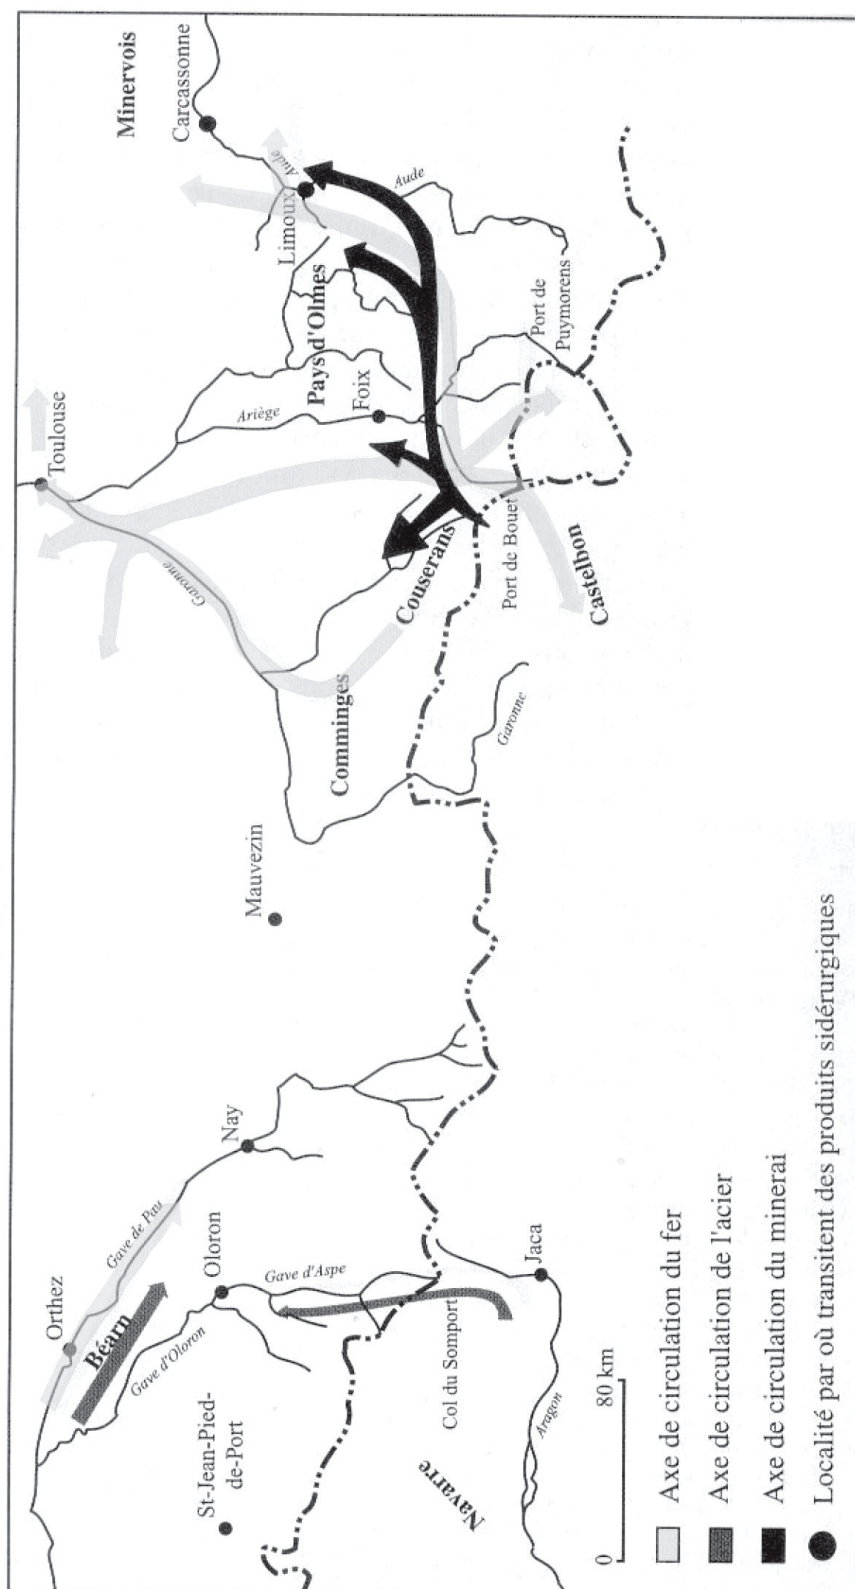 Minervois
Carcassonne
Aude
Limoux
Aude
Toulouse
Pays d'Olmes
Ariège
Foix
Port de
Puymorens
Garonne
Couserans
Port de Bouet
Castelbon
Comminges
Garonne
Mauvezin
Nay
Gave de Pau
Orthez
Béarn
Oloron
Gave d'Aspe
Gave d'Oloron
Jaca
Col du Somport
St-Jean-Pied-
de-Port
Navarre
Aragon
0
80 km
Axe de circulation du fer
Axe de circulation de l'acier
Axe de circulation du minerai
Localité par où transitent des produits sidérurgiques